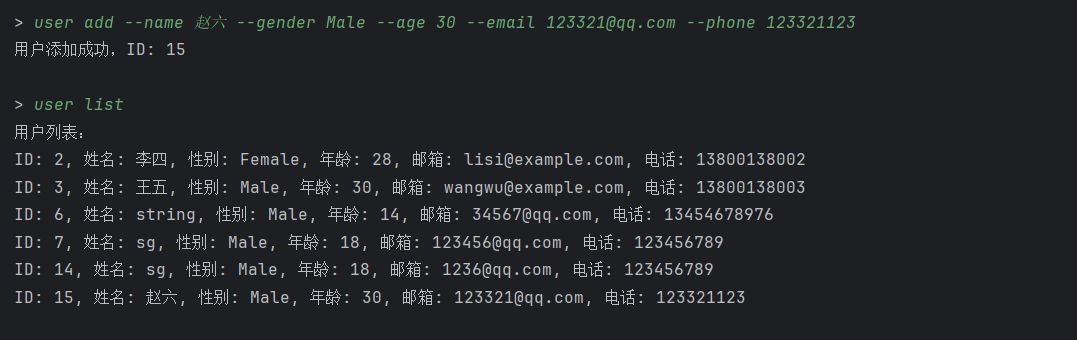 > user add --name 赵六 --gender Male --age 30 --email 123321@qq.com --phone 123321123
用户添加成功，ID: 15
> user list
用户列表：
ID: 2, 姓名: 李四, 性别: Female, 年龄: 28, 邮箱: lisi@example.com, 电话: 13800138002
ID: 3, 姓名: 王五, 性别: Male, 年龄: 30, 邮箱: wangwu@example.com, 电话: 13800138003
ID: 6, 姓名: string, 性别: Male, 年龄: 14, 邮箱: 34567@qq.com, 电话: 13454678976
ID: 7, 姓名: sg, 性别: Male, 年龄: 18, 邮箱: 123456@qq.com, 电话: 123456789
ID: 14, 姓名: sg, 性别: Male, 年龄: 18, 邮箱: 1236@qq.com, 电话: 123456789
ID: 15, 姓名: 赵六, 性别: Male, 年龄: 30, 邮箱: 123321@qq.com, 电话: 123321123